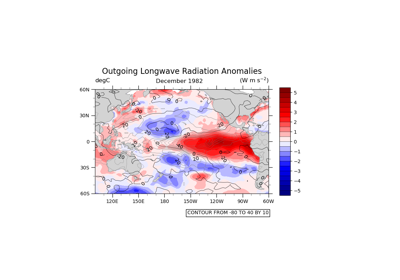 Outgoing Longwave Radiation Anomalies
degC December 1982 (W m s⁻²)
60N
30N
0
30S
60S
120E 150E 180 150W 120W 90W 60W
5
4
3
2
1
0
−1
−2
−3
−4
−5
CONTOUR FROM -80 TO 40 BY 10